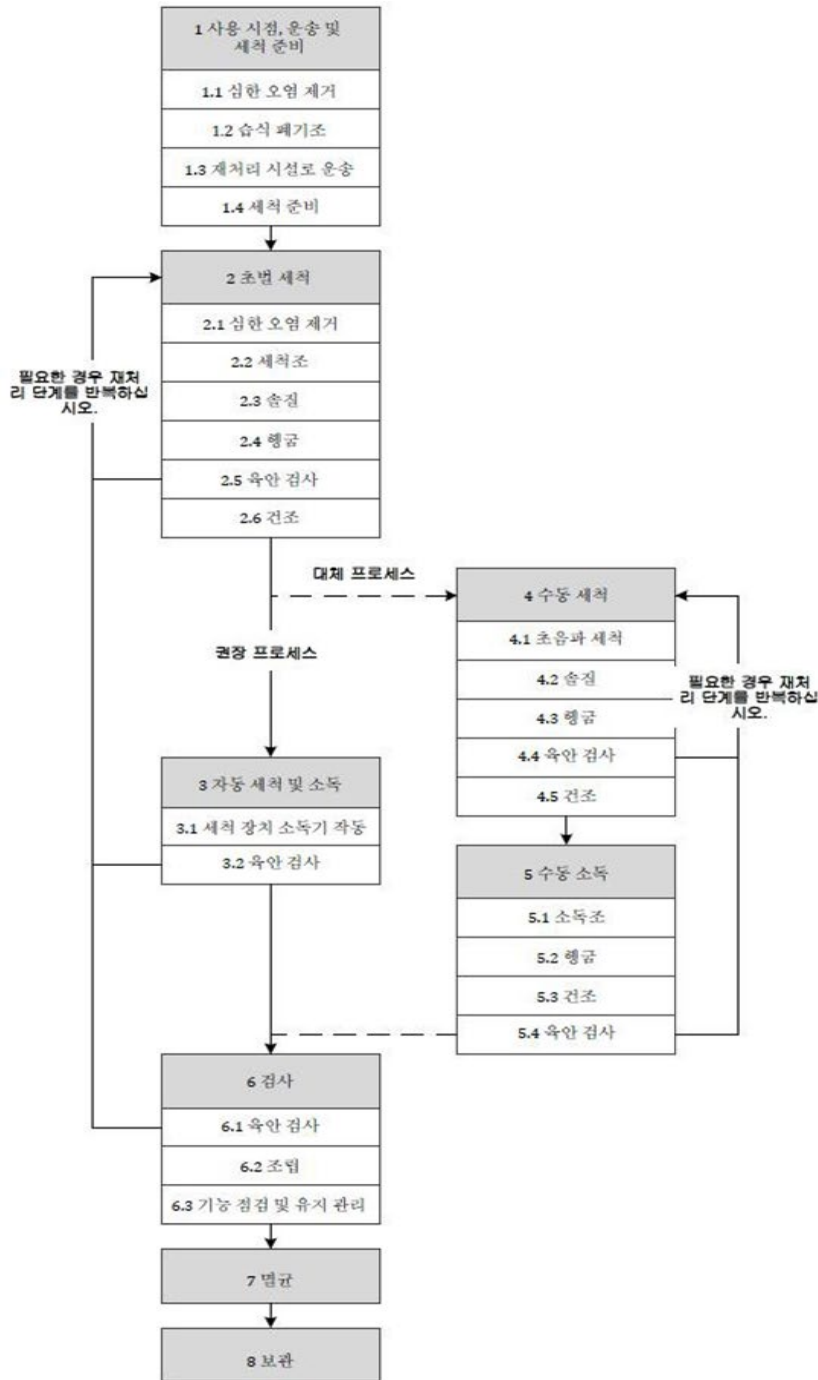 1 사용 시점, 운송 및
세척 준비
1.1 심한 오염 제거
1.2 습식 폐기조
1.3 재처리 시설로 운송
1.4 세척 준비
2 초벌 세척
2.1 심한 오염 제거
2.2 세척조
2.3 솔질
2.4 헹굼
2.5 육안 검사
2.6 건조
필요한 경우 재처
리 단계를 반복하십
시오.
대체 프로세스
권장 프로세스
4 수동 세척
4.1 초음파 세척
4.2 솔질
4.3 헹굼
4.4 육안 검사
4.5 건조
필요한 경우 재처
리 단계를 반복하십
시오.
3 자동 세척 및 소독
3.1 세척 장치 소독기 작동
3.2 육안 검사
5 수동 소독
5.1 소독조
5.2 헹굼
5.3 건조
5.4 육안 검사
6 검사
6.1 육안 검사
6.2 조립
6.3 기능 점검 및 유지 관리
7 멸균
8 보관